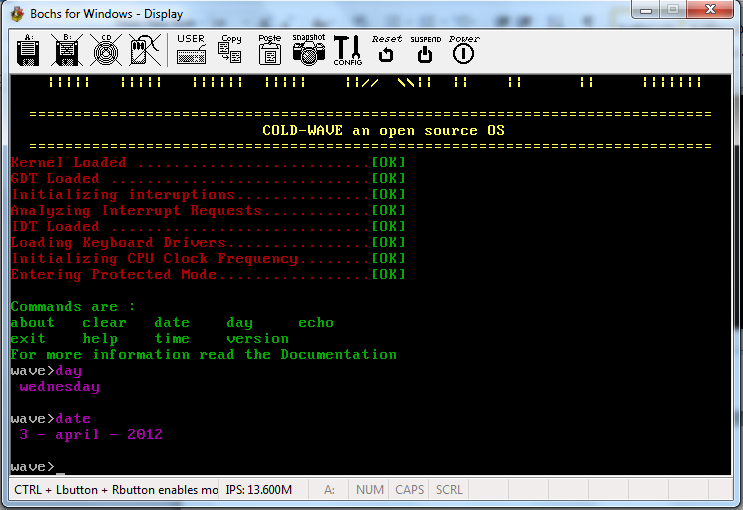 Bochs for Windows - Display
A: B: CD USER Copy Paste snapshot CONFIG Reset SUSPEND Power
==============================================================================
COLD-WAVE an open source OS
==============================================================================
Kernel Loaded ..........................[OK]
GDT Loaded .............................[OK]
Initializing interuptions...............[OK]
Analyzing Interrupt Requests............[OK]
IDT Loaded .............................[OK]
Loading Keyboard Drivers................[OK]
Initializing CPU Clock Frequency........[OK]
Entering Protected Mode.................[OK]
Commands are :
about clear date day echo
exit help time version
For more information read the Documentation
wave>day
wednesday
wave>date
3 - april - 2012
wave>_
CTRL + Lbutton + Rbutton enables mo IPS: 13.600M A: NUM CAPS SCRL